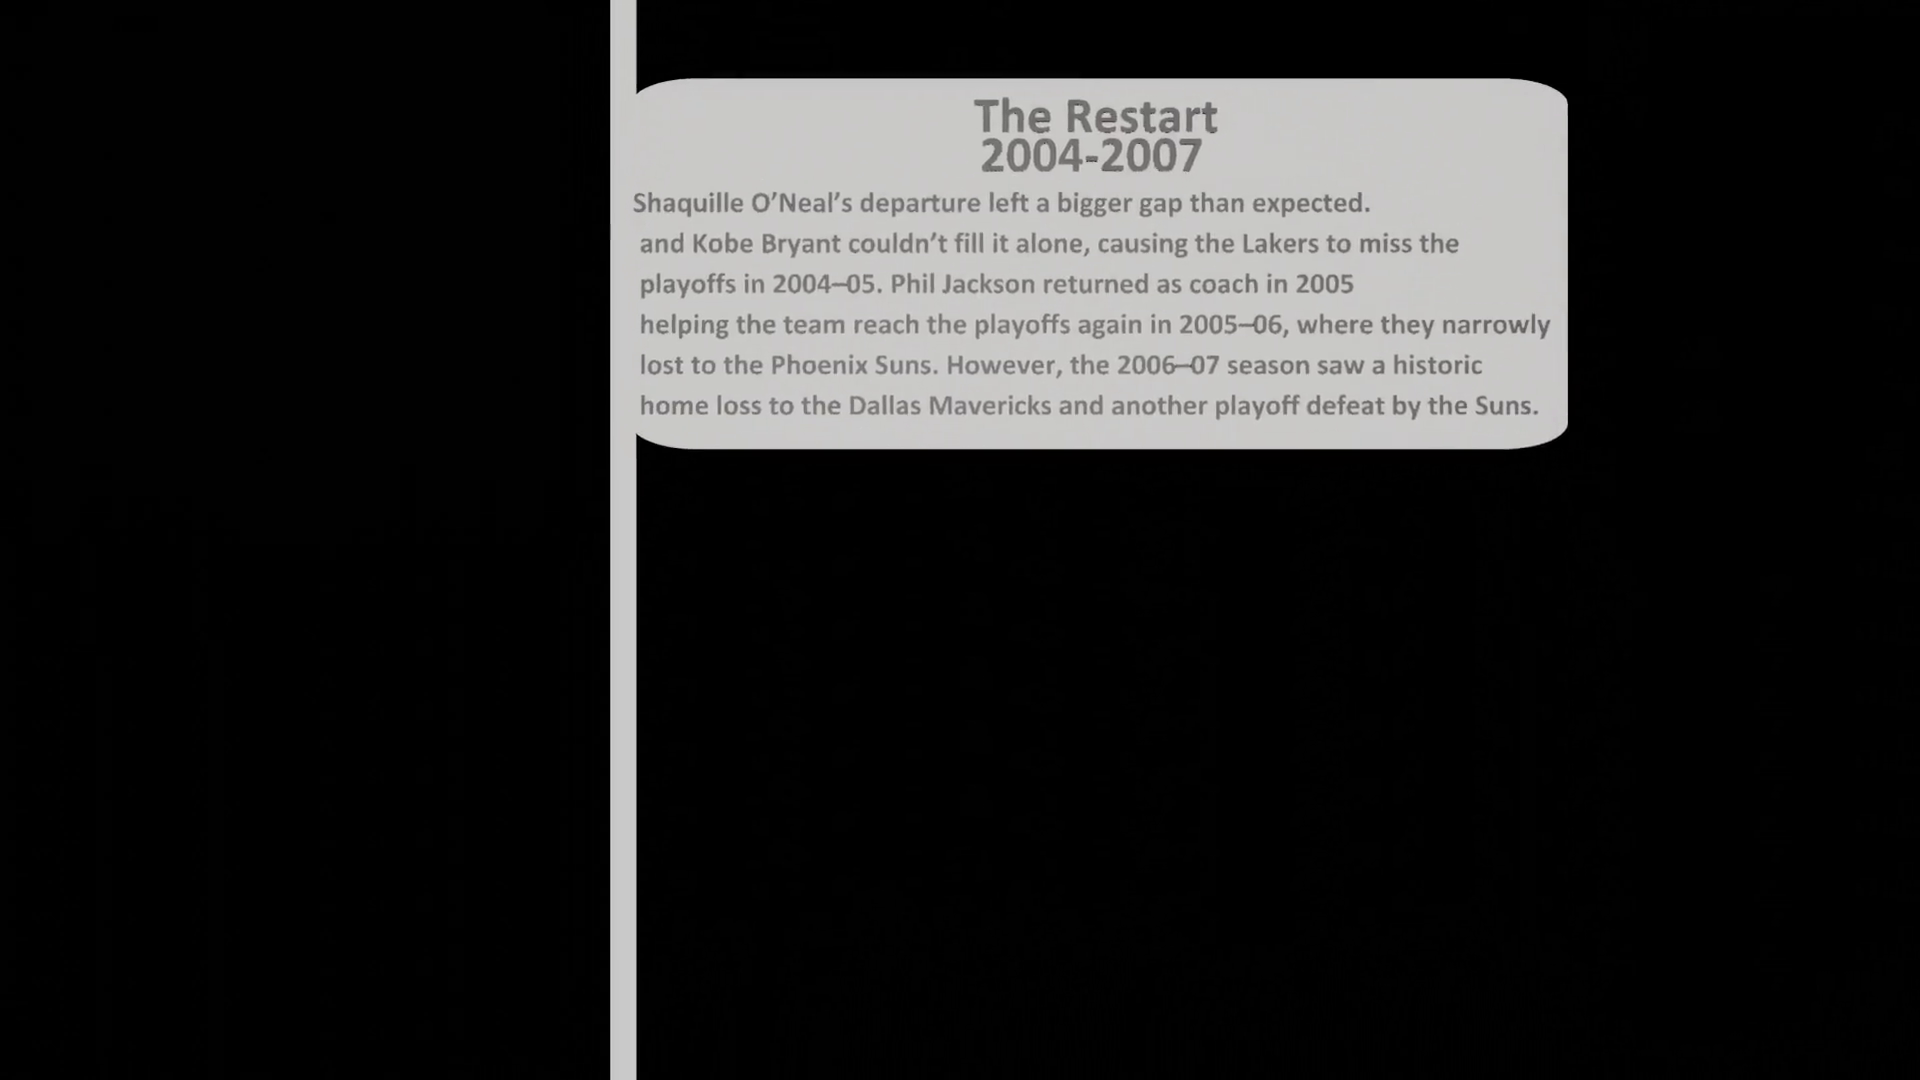 The Restart
2004-2007
Shaquille O’Neal’s departure left a bigger gap than expected.
and Kobe Bryant couldn’t fill it alone, causing the Lakers to miss the
playoffs in 2004–05. Phil Jackson returned as coach in 2005
helping the team reach the playoffs again in 2005–06, where they narrowly
lost to the Phoenix Suns. However, the 2006–07 season saw a historic
home loss to the Dallas Mavericks and another playoff defeat by the Suns.